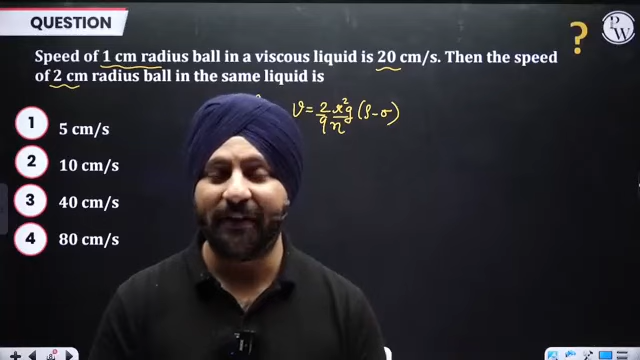 QUESTION
?
PW
Speed of 1 cm radius ball in a viscous liquid is 20 cm/s. Then the speed
of 2 cm radius ball in the same liquid is
v = 2/9 r²g/η (ρ-σ)
1 5 cm/s
2 10 cm/s
3 40 cm/s
4 80 cm/s